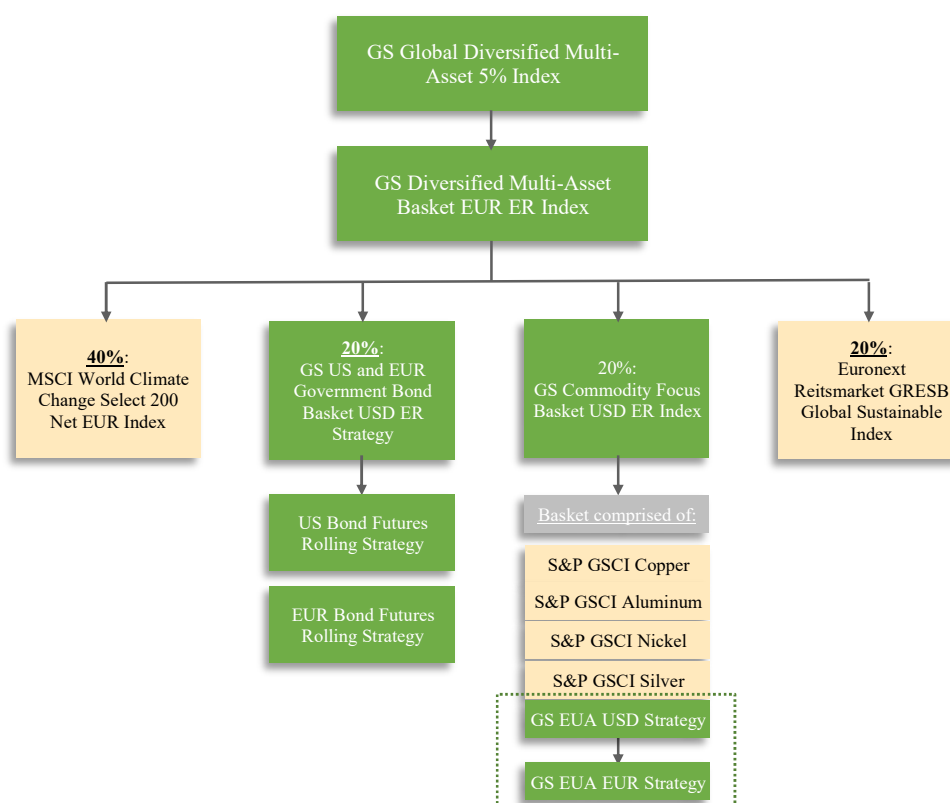 GS Global Diversified Multi-
Asset 5% Index
GS Diversified Multi-Asset
Basket EUR ER Index
40%:
MSCI World Climate
Change Select 200
Net EUR Index
20%:
GS US and EUR
Government Bond
Basket USD ER
Strategy
20%:
GS Commodity Focus
Basket USD ER Index
20%:
Euronext
Reitsmarket GRESB
Global Sustainable
Index
US Bond Futures
Rolling Strategy
EUR Bond Futures
Rolling Strategy
Basket comprised of:
S&P GSCI Copper
S&P GSCI Aluminum
S&P GSCI Nickel
S&P GSCI Silver
GS EUA USD Strategy
GS EUA EUR Strategy